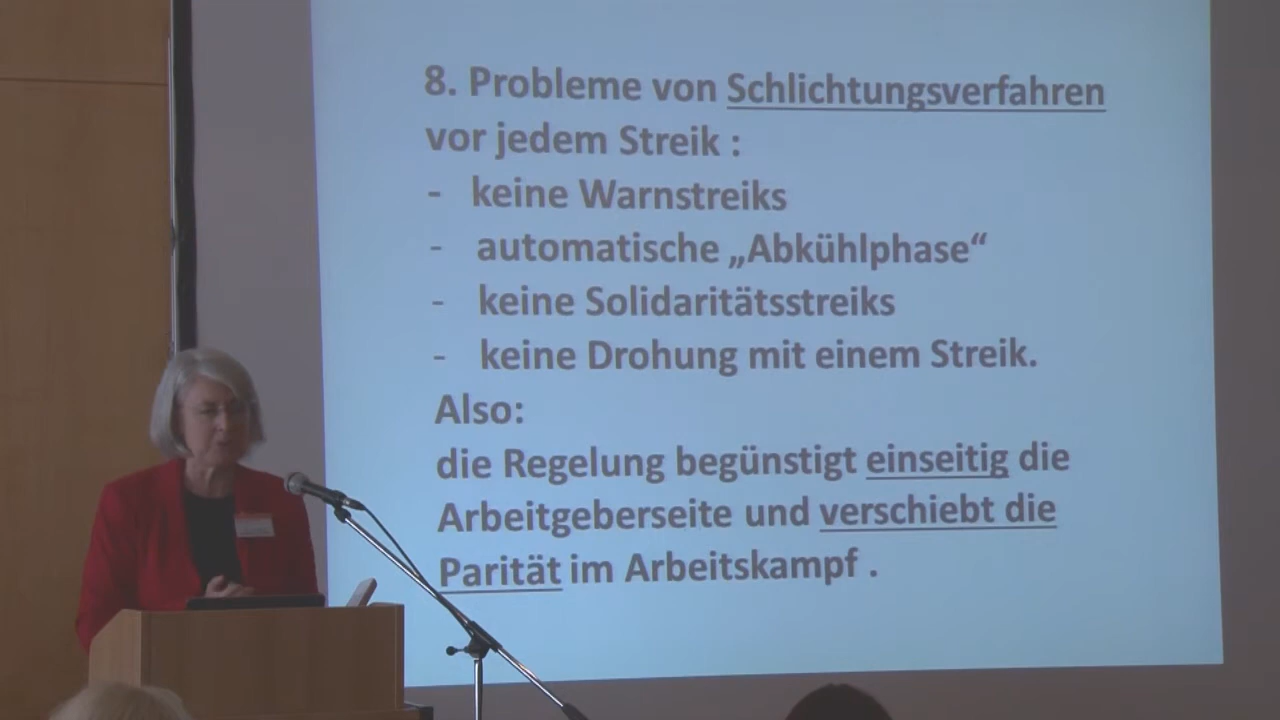 8. Probleme von Schlichtungsverfahren
vor jedem Streik :
- keine Warnstreiks
- automatische „Abkühlphase“
- keine Solidaritätsstreiks
- keine Drohung mit einem Streik.
Also:
die Regelung begünstigt einseitig die
Arbeitgeberseite und verschiebt die
Parität im Arbeitskampf .